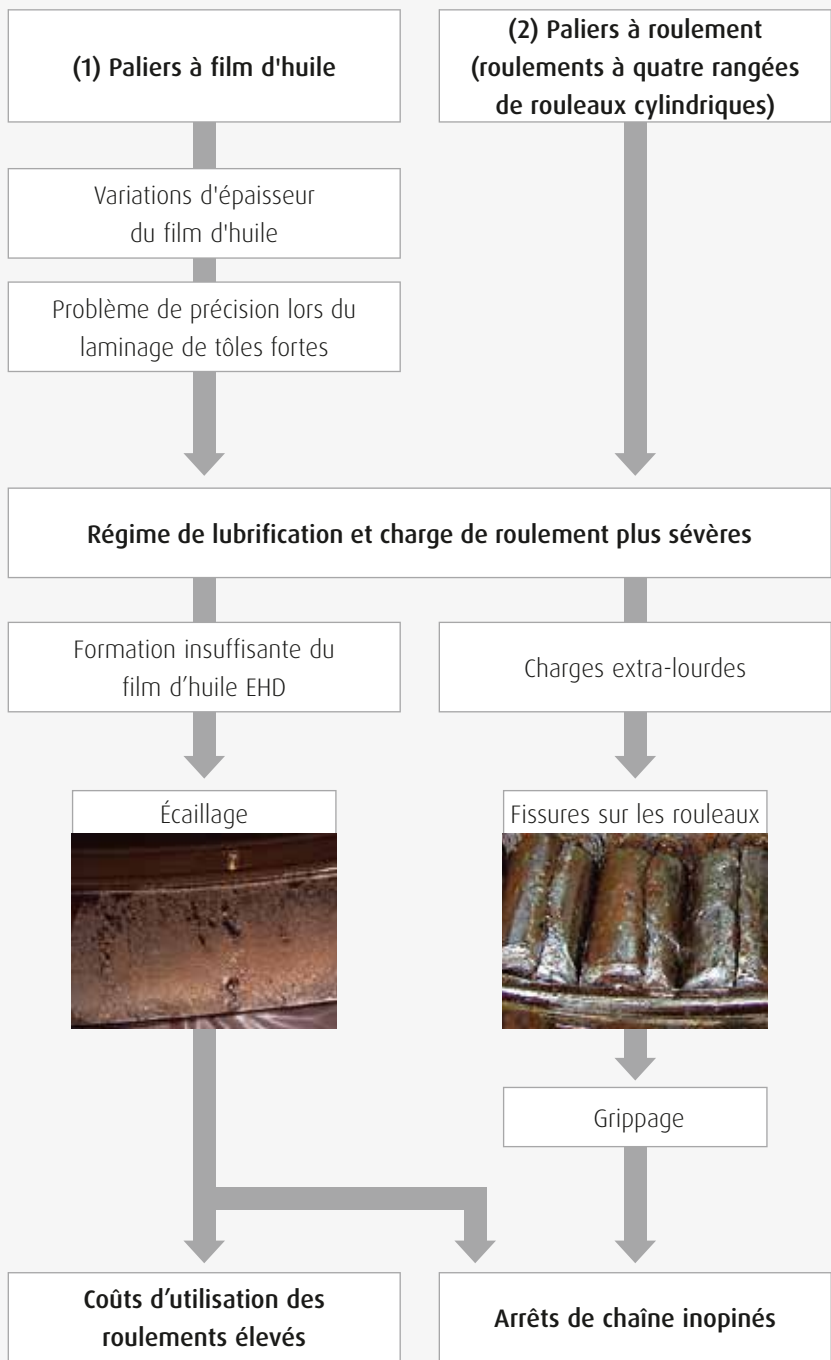 (1) Paliers à film d'huile
(2) Paliers à roulement
(roulements à quatre rangées
de rouleaux cylindriques)
Variations d'épaisseur
du film d'huile
Problème de précision lors du
laminage de tôles fortes
Régime de lubrification et charge de roulement plus sévères
Formation insuffisante du
film d’huile EHD
Charges extra-lourdes
Écaillage
Fissures sur les rouleaux
Grippage
Coûts d’utilisation des
roulements élevés
Arrêts de chaîne inopinés